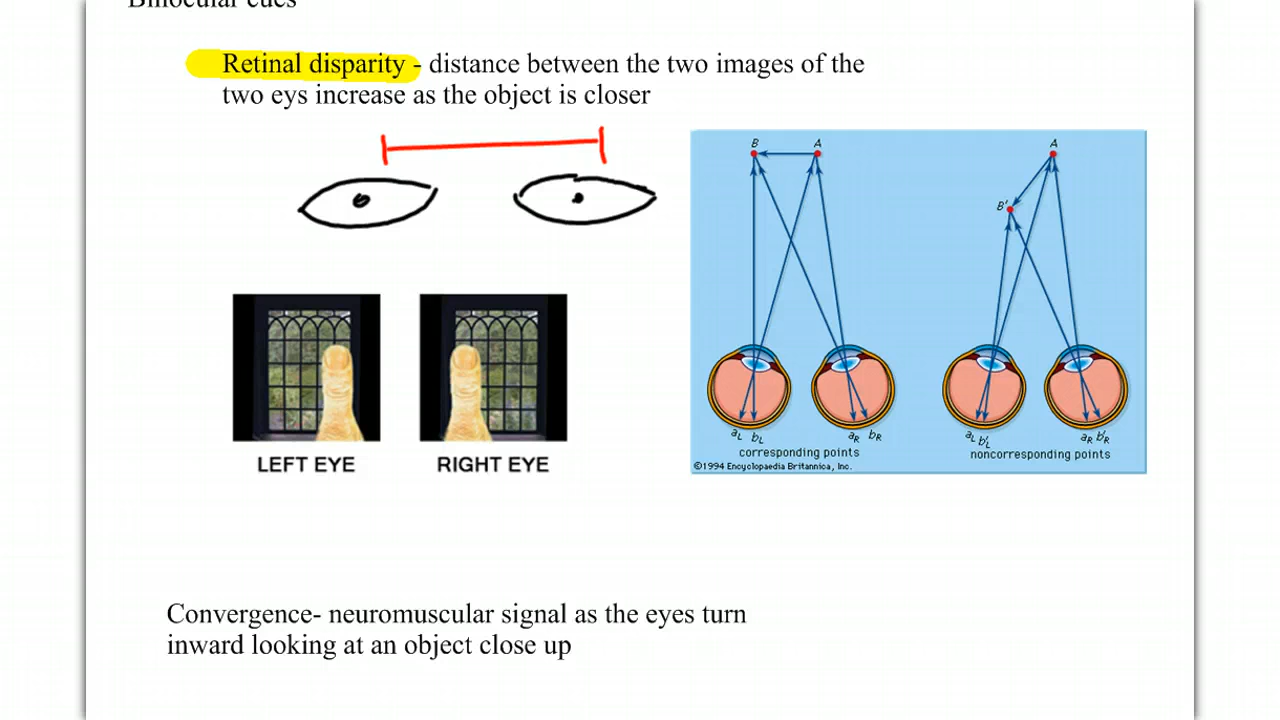 Binocular cues
Retinal disparity - distance between the two images of the
two eys increase as the object is closer
LEFT EYE
RIGHT EYE
B A
A
B'
aL bL aR bR
aL b'L aR b'R
corresponding points
noncorresponding points
©1994 Encyclopaedia Britannica, Inc.
Convergence- neuromuscular signal as the eyes turn
inward looking at an object close up